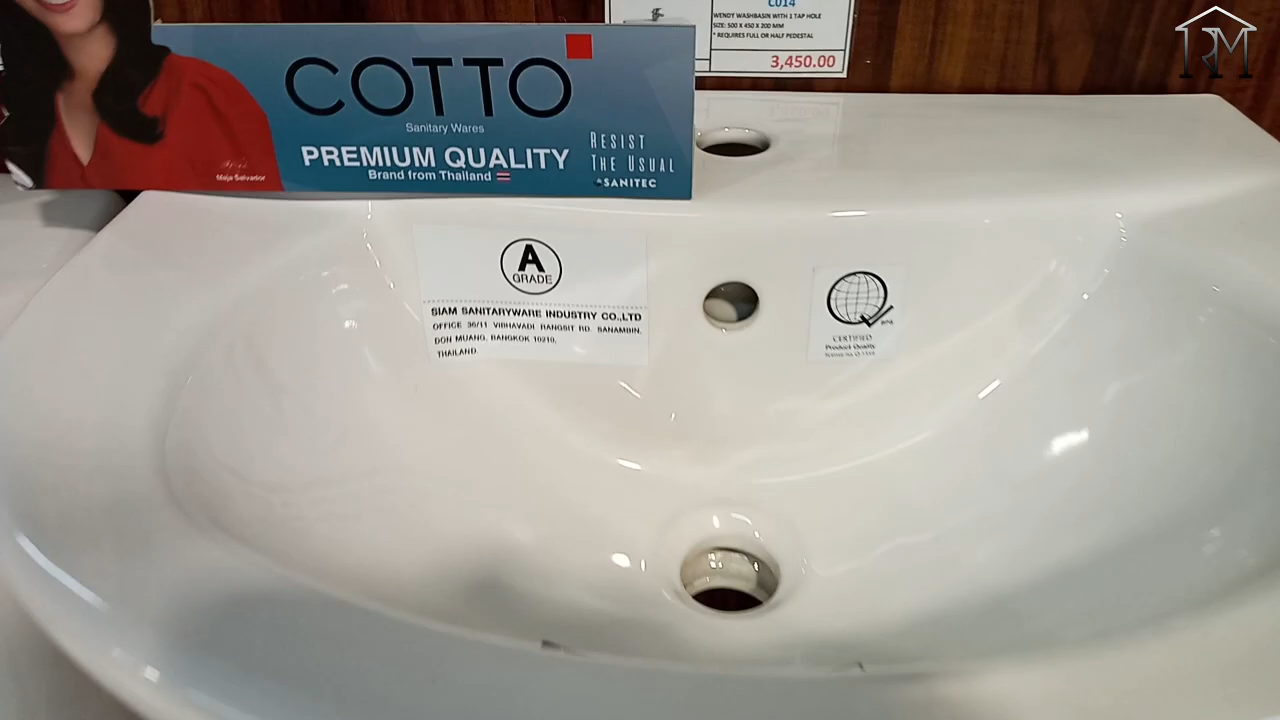 C014
WENDY WASHBASIN WITH 1 TAP HOLE
SIZE: 500 X 450 X 200 MM
* REQUIRES FULL OR HALF PEDESTAL
3,450.00
RM
COTTO
Sanitary Wares
PREMIUM QUALITY
Brand from Thailand
RESIST
THE USUAL
SANITEC
Maja Salvador
A
GRADE
SIAM SANITARYWARE INDUSTRY CO.,LTD
OFFICE 36/11 VIBHAVADI RANGSIT RD. SANAMBIN,
DON MUANG, BANGKOK 10210,
THAILAND
CERTIFIED
Product Quality